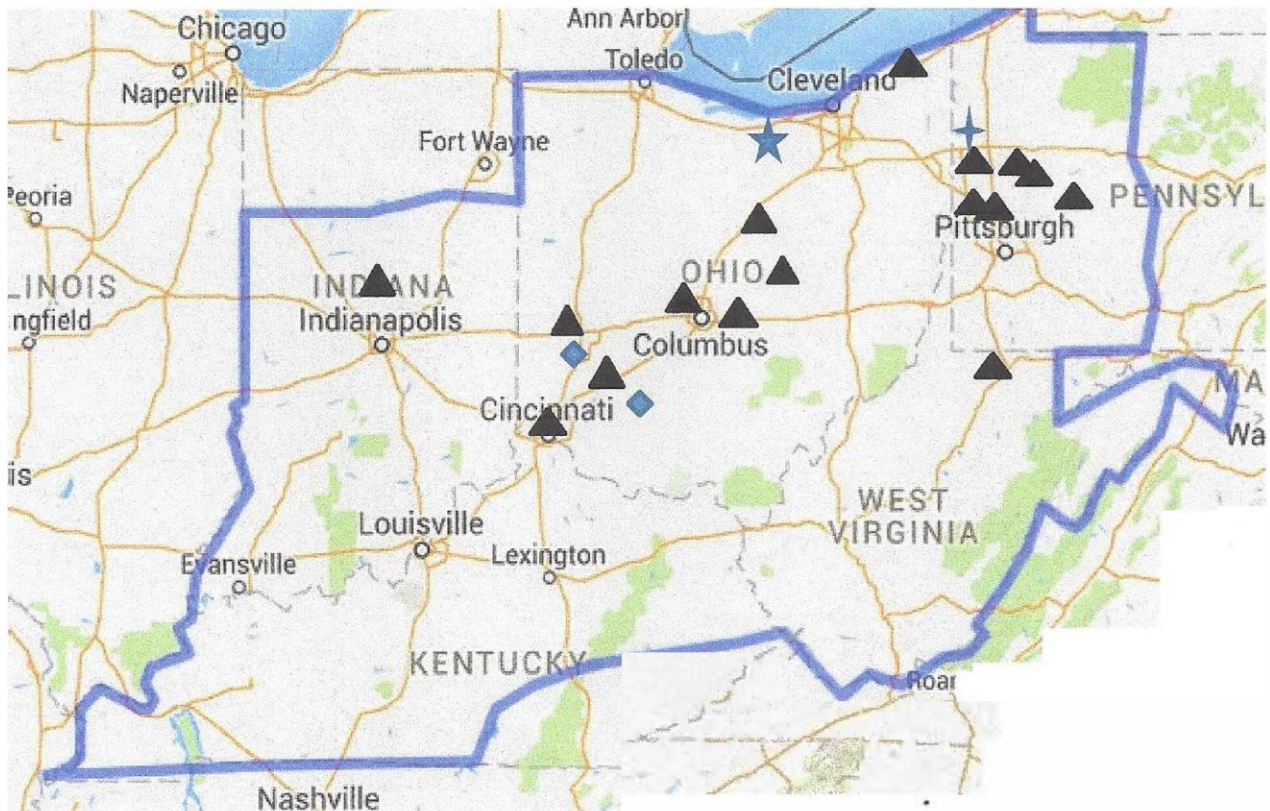 Ann Arbor
Chicago
Toledo
Cleveland
Naperville
Fort Wayne
Peoria
PENNSYL
Pittsburgh
OHIO
LINOIS
INDIANA
ngfield
Indianapolis
Columbus
MA
Cincinnati
Wa
is
WEST
VIRGINIA
Louisville
Lexington
Evansville
KENTUCKY
Roar
Nashville